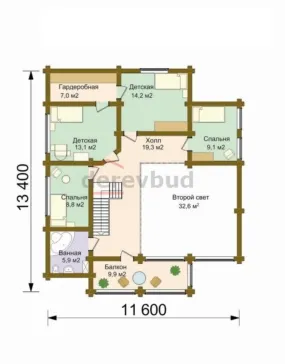 Гардеробная
7,0 м2
Детская
14,2 м2
Детская
13,1 м2
Холл
19,3 м2
Спальня
9,1 м2
derevbud
Спальня
8,8 м2
Второй свет
32,6 м²
Ванная
5,9 м2
Балкон
9,9 м2
13 400
11 600